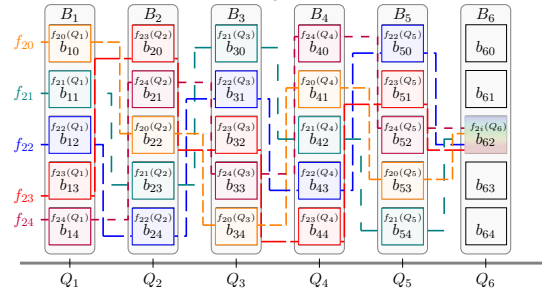 B₁ B₂ B₃ B₄ B₅ B₆
f₂₀ f₂₀(Q₁) f₂₃(Q₂) f₂₁(Q₃) f₂₄(Q₄) f₂₂(Q₅)
b₁₀ b₂₀ b₃₀ b₄₀ b₅₀ b₆₀
f₂₁ f₂₁(Q₁) f₂₄(Q₂) f₂₂(Q₃) f₂₀(Q₄) f₂₃(Q₅)
b₁₁ b₂₁ b₃₁ b₄₁ b₅₁ b₆₁
f₂₂ f₂₂(Q₁) f₂₀(Q₂) f₂₃(Q₃) f₂₁(Q₄) f₂₄(Q₅) f₂ᵢ(Q₆)
b₁₂ b₂₂ b₃₂ b₄₂ b₅₂ b₆₂
f₂₃ f₂₃(Q₁) f₂₁(Q₂) f₂₄(Q₃) f₂₂(Q₄) f₂₀(Q₅)
b₁₃ b₂₃ b₃₃ b₄₃ b₅₃ b₆₃
f₂₄ f₂₄(Q₁) f₂₂(Q₂) f₂₀(Q₃) f₂₃(Q₄) f₂₁(Q₅)
b₁₄ b₂₄ b₃₄ b₄₄ b₅₄ b₆₄
Q₁ Q₂ Q₃ Q₄ Q₅ Q₆